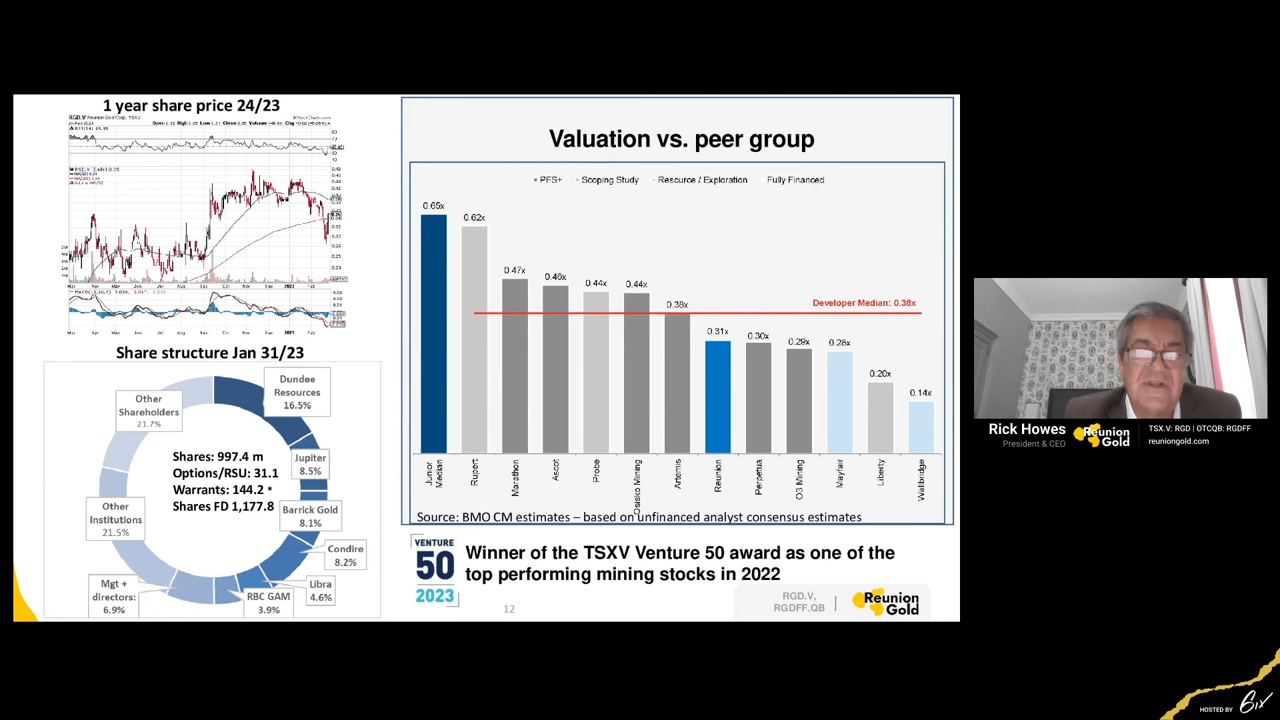 1 year share price 24/23
RGD.V Reunion Gold Corp. TSXV
Share structure Jan 31/23
Dundee
Resources
16.5%
Other
Shareholders
21.7%
Jupiter
8.5%
Shares: 997.4 m
Options/RSU: 31.1
Warrants: 144.2 *
Shares FD 1,177.8
Barrick Gold
8.1%
Other
Institutions
21.5%
Condire
8.2%
Libra
4.6%
RBC GAM
3.9%
Mgt +
directors:
6.9%
Valuation vs. peer group
PFS+ Scoping Study Resource / Exploration Fully Financed
0.65x 0.62x 0.47x 0.46x 0.44x 0.44x 0.38x 0.31x 0.30x 0.29x 0.28x 0.20x 0.14x
Developer Median: 0.38x
Junior
Median
Rupert
Marathon
Ascot
Probe
Osisko Mining
Artemis
Reunion
Perpetua
O3 Mining
Mayfair
Liberty
Wallbridge
Source: BMO CM estimates – based on unfinanced analyst consensus estimates
VENTURE
50
2023
Winner of the TSXV Venture 50 award as one of the
top performing mining stocks in 2022
12
RGD.V,
RGDFF.QB
Reunion
Gold
Rick Howes
President & CEO
Reunion
Gold
TSX.V: RGD | OTCQB: RGDFF
reuniongold.com
HOSTED BY 6ix